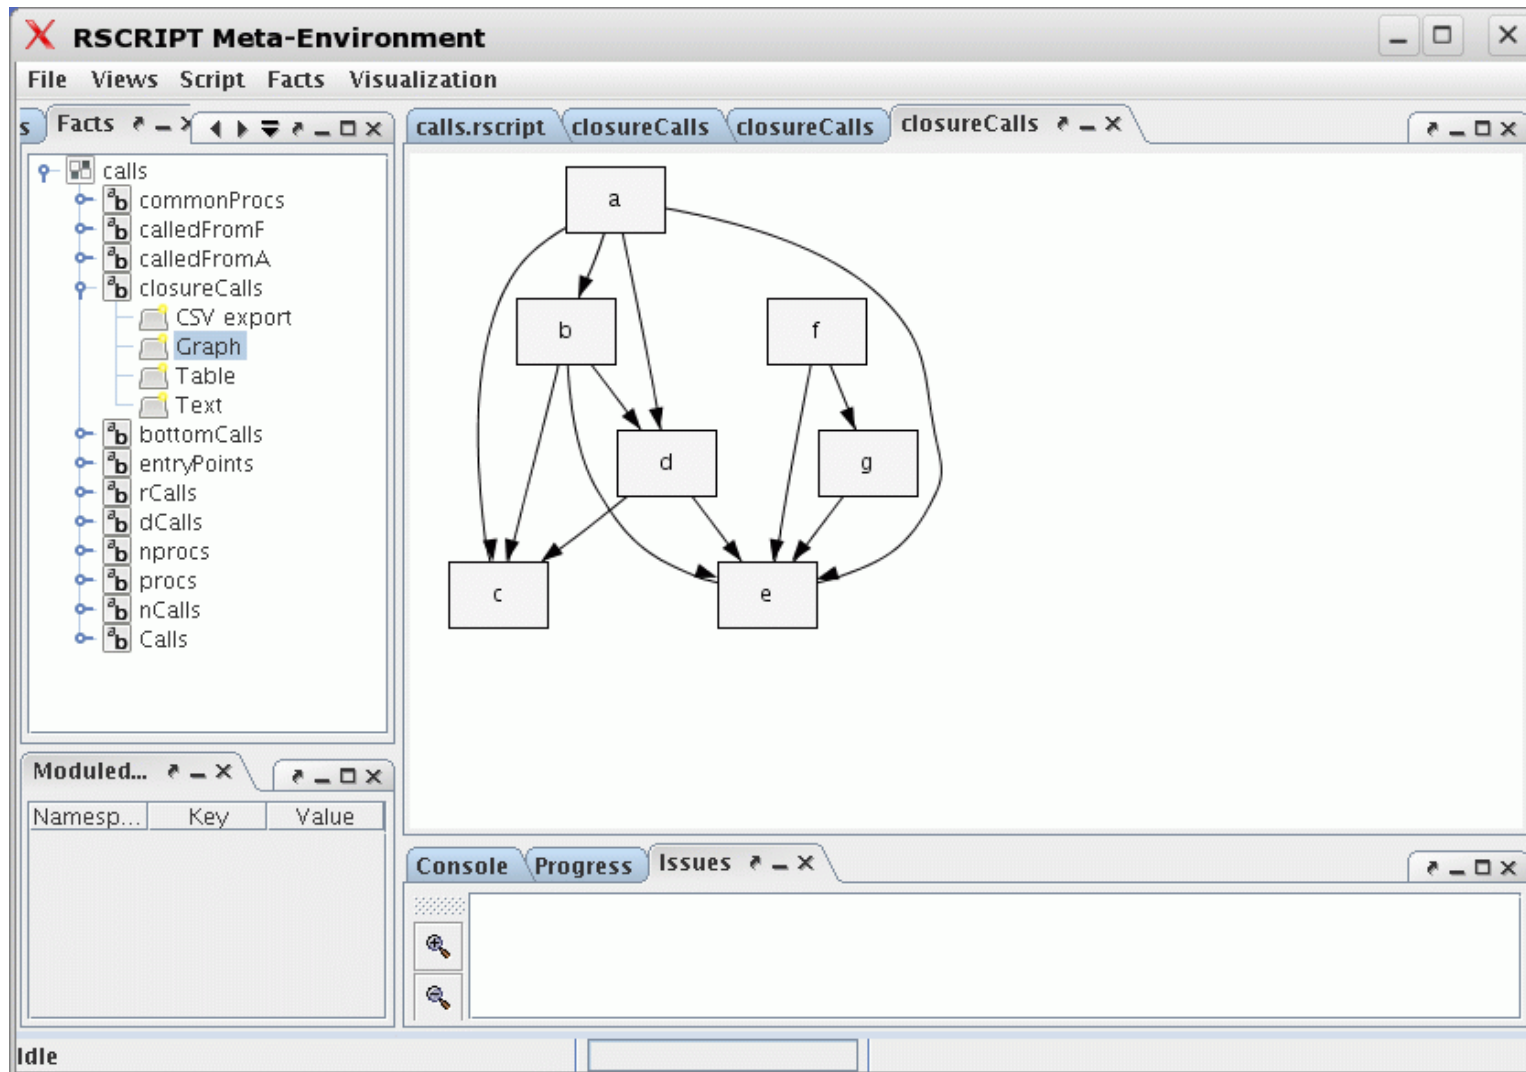 RSCRIPT Meta-Environment
File Views Script Facts Visualization
s Facts
calls
commonProcs
calledFromF
calledFromA
closureCalls
CSV export
Graph
Table
Text
bottomCalls
entryPoints
rCalls
dCalls
nprocs
procs
nCalls
Calls
calls.rscript closureCalls closureCalls closureCalls
a
b f
d g
c e
Moduled...
Namesp... Key Value
Console Progress Issues
Idle